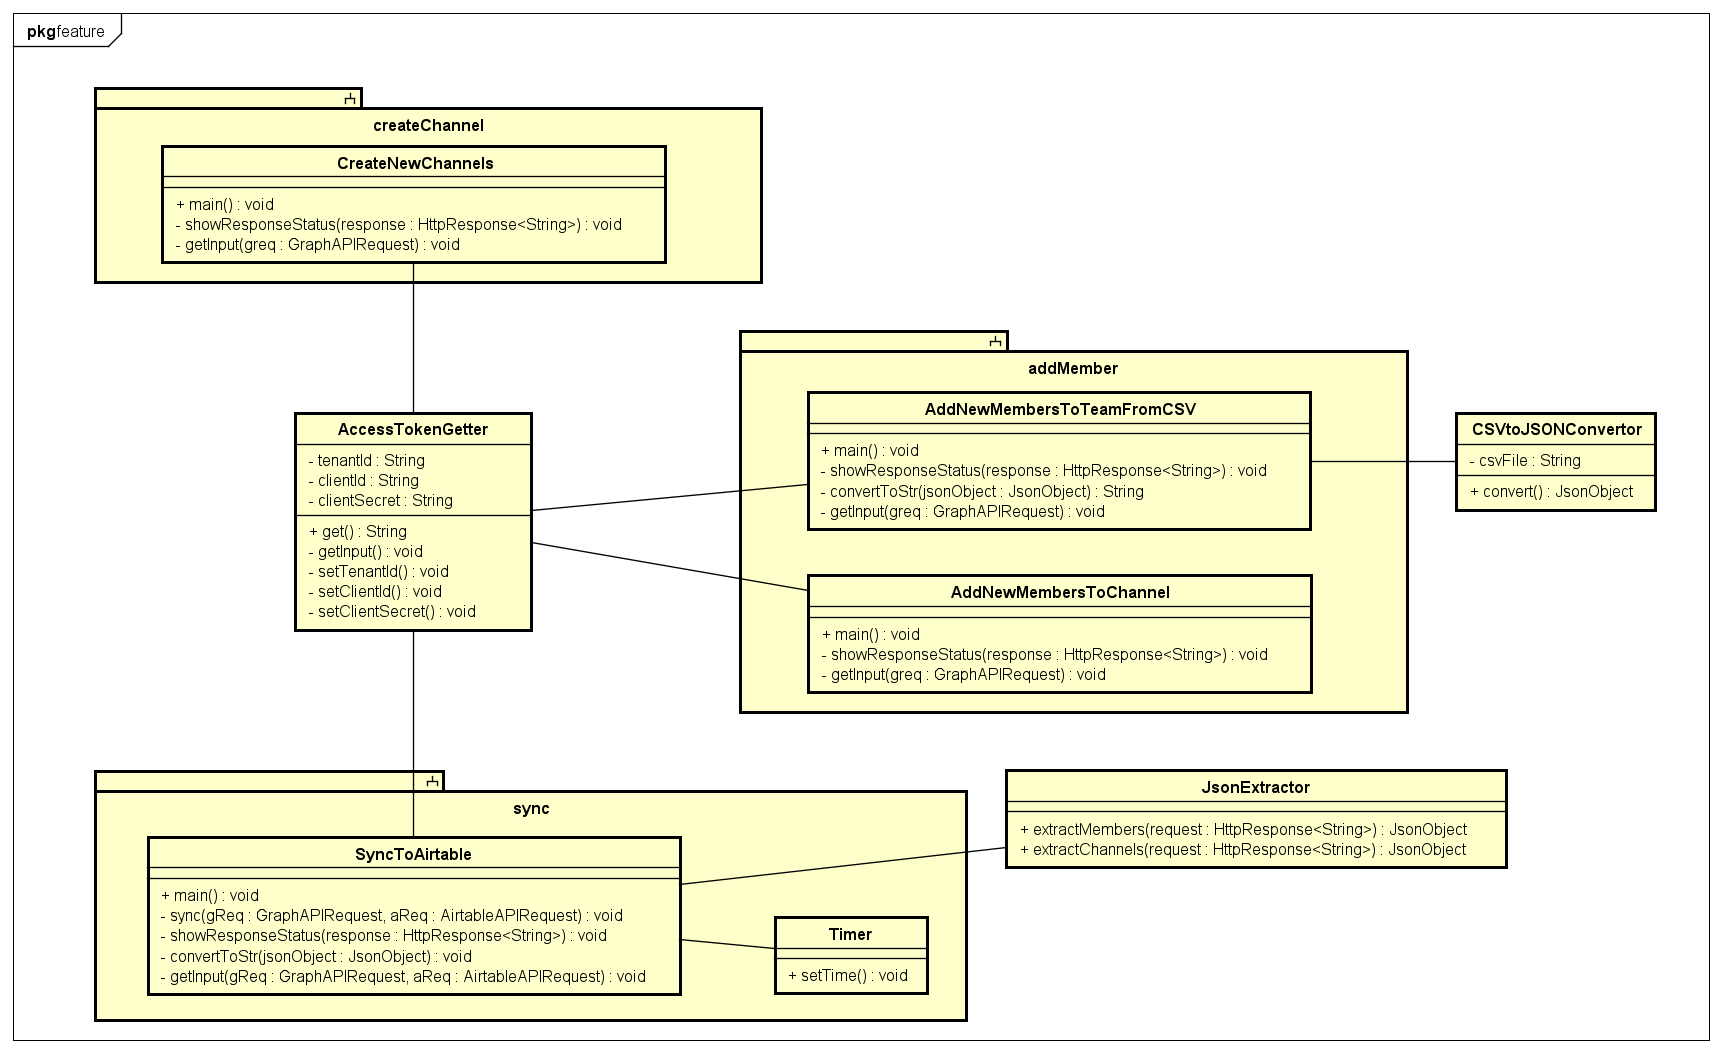 pkg feature
createChannel
CreateNewChannels
+ main() : void
- showResponseStatus(response : HttpResponse<String>) : void
- getInput(greq : GraphAPIRequest) : void
AccessTokenGetter
- tenantId : String
- clientId : String
- clientSecret : String
+ get() : String
- getInput() : void
- setTenantId() : void
- setClientId() : void
- setClientSecret() : void
addMember
AddNewMembersToTeamFromCSV
+ main() : void
- showResponseStatus(response : HttpResponse<String>) : void
- convertToStr(jsonObject : JsonObject) : String
- getInput(greq : GraphAPIRequest) : void
AddNewMembersToChannel
+ main() : void
- showResponseStatus(response : HttpResponse<String>) : void
- getInput(greq : GraphAPIRequest) : void
CSVtoJSONConvertor
- csvFile : String
+ convert() : JsonObject
sync
SyncToAirtable
+ main() : void
- sync(gReq : GraphAPIRequest, aReq : AirtableAPIRequest) : void
- showResponseStatus(response : HttpResponse<String>) : void
- convertToStr(jsonObject : JsonObject) : void
- getInput(gReq : GraphAPIRequest, aReq : AirtableAPIRequest) : void
Timer
+ setTime() : void
JsonExtractor
+ extractMembers(request : HttpResponse<String>) : JsonObject
+ extractChannels(request : HttpResponse<String>) : JsonObject